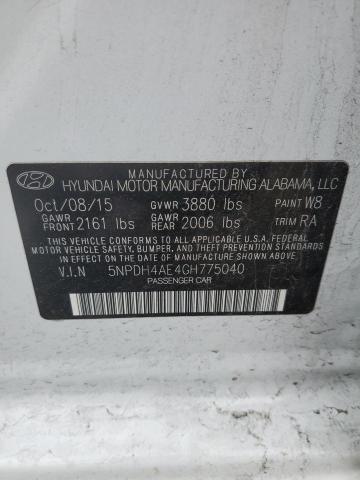 MANUFACTURED BY
HYUNDAI MOTOR MANUFACTURING ALABAMA, LLC
Oct/08/15 GVWR 3880 lbs PAINT W8
GAWR FRONT 2161 lbs GAWR REAR 2006 lbs TRIM RA
THIS VEHICLE CONFORMS TO ALL APPLICABLE U.S.A. FEDERAL
MOTOR VEHICLE SAFETY, BUMPER, AND THEFT PREVENTION
STANDARDS IN EFFECT ON THE DATE OF MANUFACTURE SHOWN ABOVE.
V.I.N 5NPDH4AE4GH775040
PASSENGER CAR